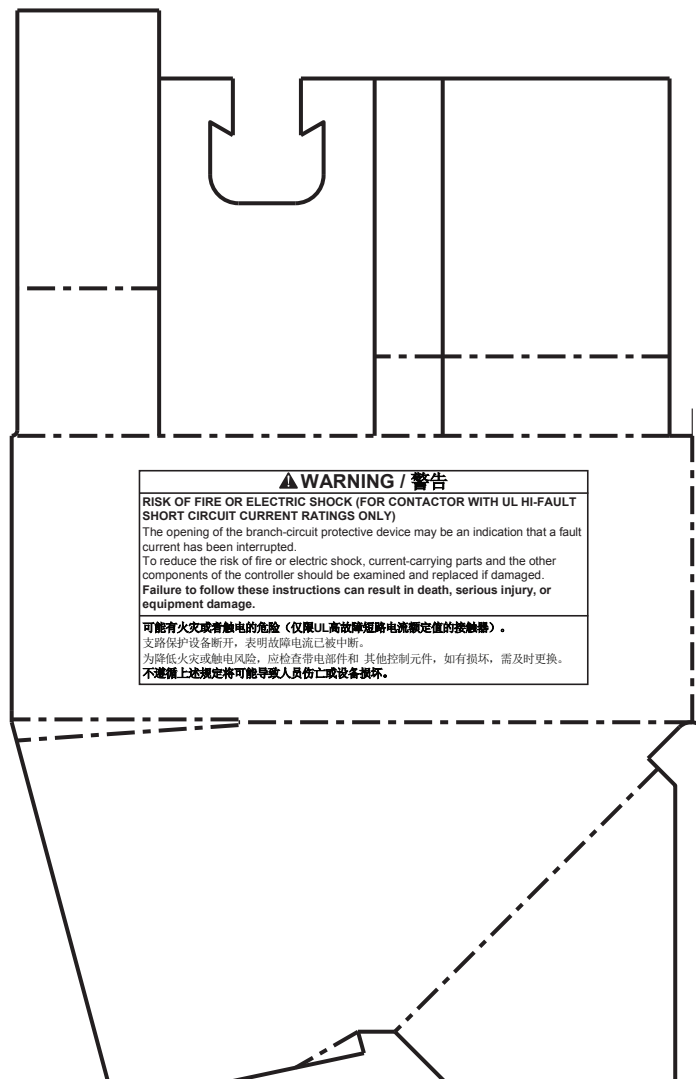 ⚠WARNING / 警告
RISK OF FIRE OR ELECTRIC SHOCK (FOR CONTACTOR WITH UL HI-FAULT
SHORT CIRCUIT CURRENT RATINGS ONLY)
The opening of the branch-circuit protective device may be an indication that a fault
current has been interrupted.
To reduce the risk of fire or electric shock, current-carrying parts and the other
components of the controller should be examined and replaced if damaged.
Failure to follow these instructions can result in death, serious injury, or
equipment damage.
可能有火灾或者触电的危险（仅限UL高故障短路电流额定值的接触器）。
支路保护设备断开，表明故障电流已被中断。
为降低火灾或触电风险，应检查带电部件和 其他控制元件，如有损坏，需及时更换。
不遵循上述规定将可能导致人员伤亡或设备损坏。